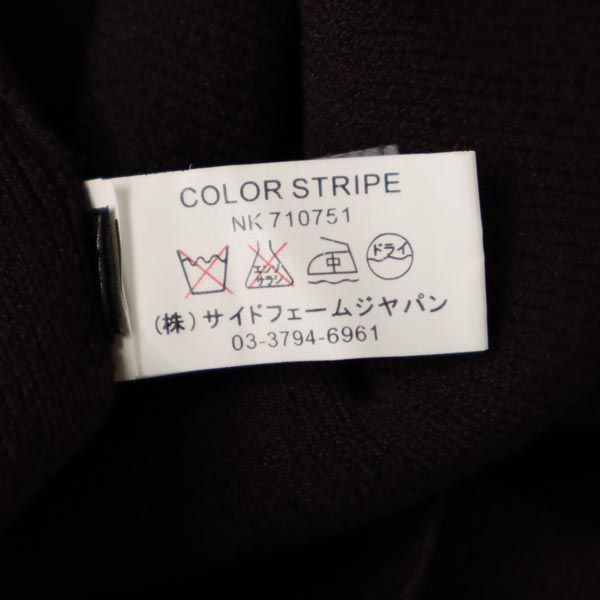 COLOR STRIPE
NK 710751
エンソ サラシ 中 ドライ
(株)サイドフェームジャパン
03-3794-6961